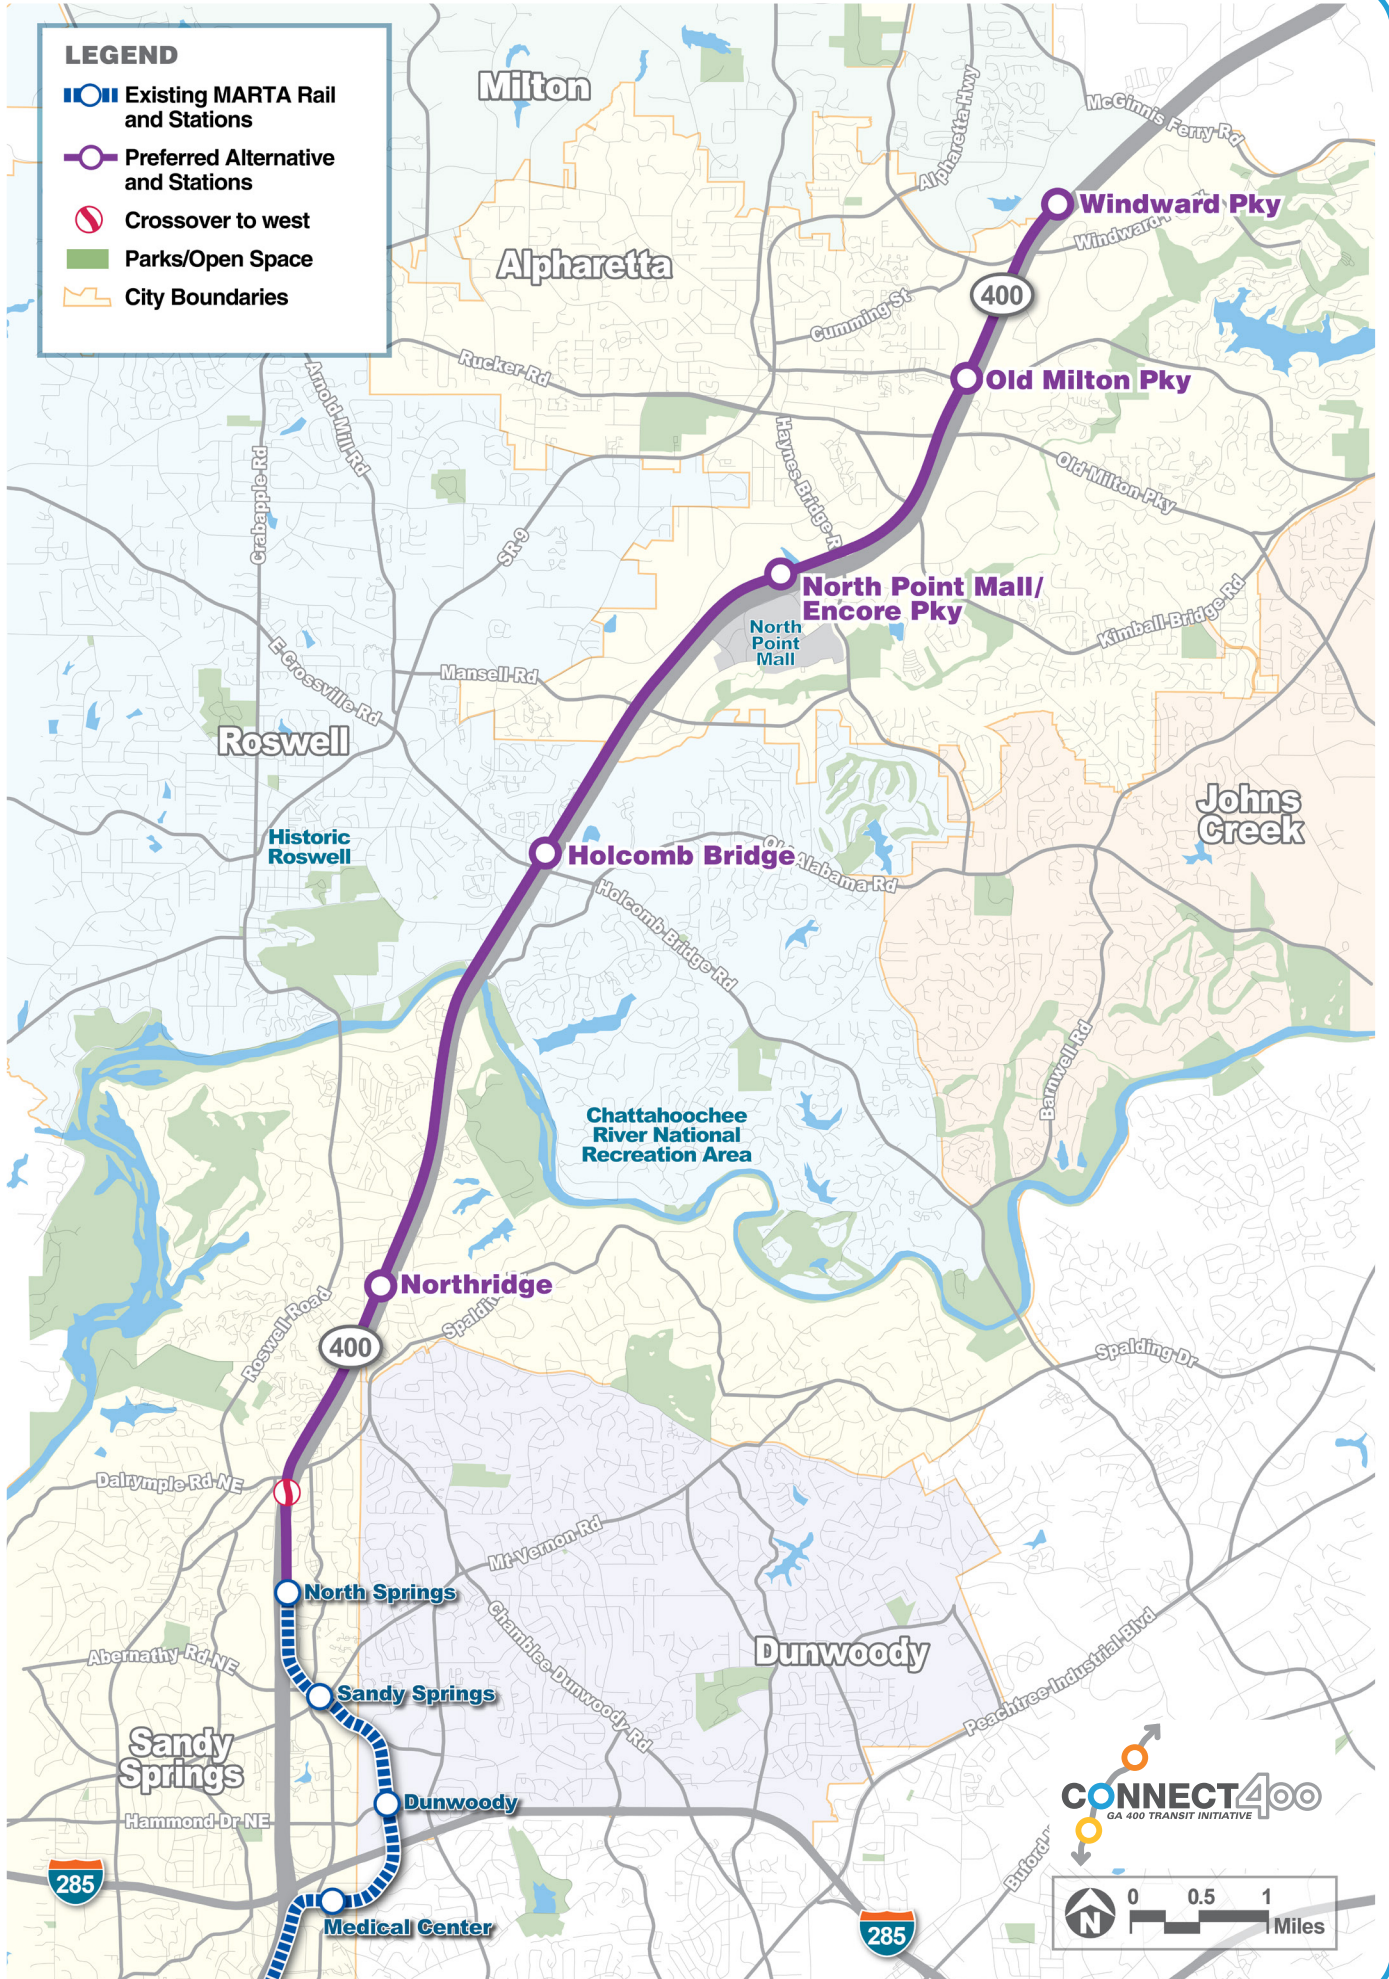 LEGEND
Existing MARTA Rail
and Stations
Preferred Alternative
and Stations
Crossover to west
Parks/Open Space
City Boundaries
Milton
McGinnis Ferry Rd
Alpharetta Hwy
Windward Pky
Windward
Alpharetta
400
Cumming St
Rucker Rd
Old Milton Pky
Arnold Mill Rd
Haynes Bridge R
Crabapple Rd
Old Milton Pky
SR 9
North Point Mall/
Encore Pky
North
Point
Mall
Kimball Bridge Rd
E Crossville Rd
Mansell Rd
Roswell
Johns
Creek
Historic
Roswell
Holcomb Bridge
Alabama Rd
Holcomb Bridge Rd
Barnwell Rd
Chattahoochee
River National
Recreation Area
Northridge
Roswell Road
Spaldin
400
Spalding Dr
Dalrymple Rd NE
Mt Vernon Rd
North Springs
Chamblee Dunwoody Rd
Abernathy Rd NE
Dunwoody
Peachtree Industrial Blvd
Sandy Springs
Sandy
Springs
Dunwoody
Hammond Dr NE
CONNECT400
GA 400 TRANSIT INITIATIVE
Buford
285
Medical Center
285
N
0 0.5 1
Miles